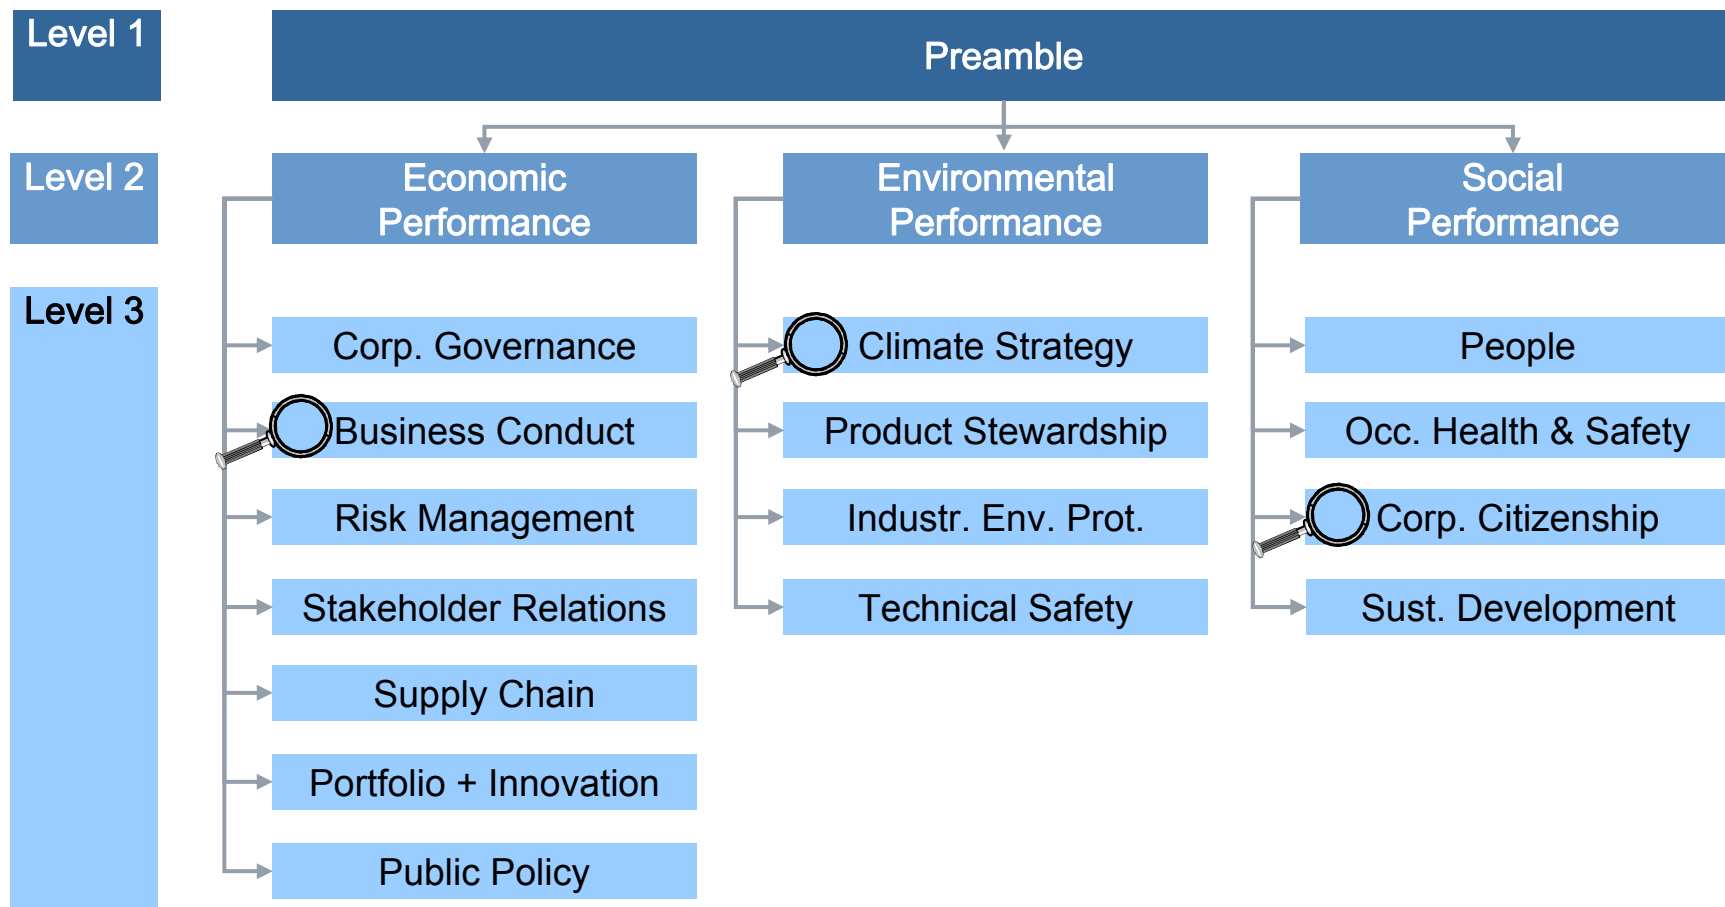 Level 1
Preamble
Level 2
Economic
Performance
Environmental
Performance
Social
Performance
Level 3
Corp. Governance
Business Conduct
Risk Management
Stakeholder Relations
Supply Chain
Portfolio + Innovation
Public Policy
Climate Strategy
Product Stewardship
Industr. Env. Prot.
Technical Safety
People
Occ. Health & Safety
Corp. Citizenship
Sust. Development